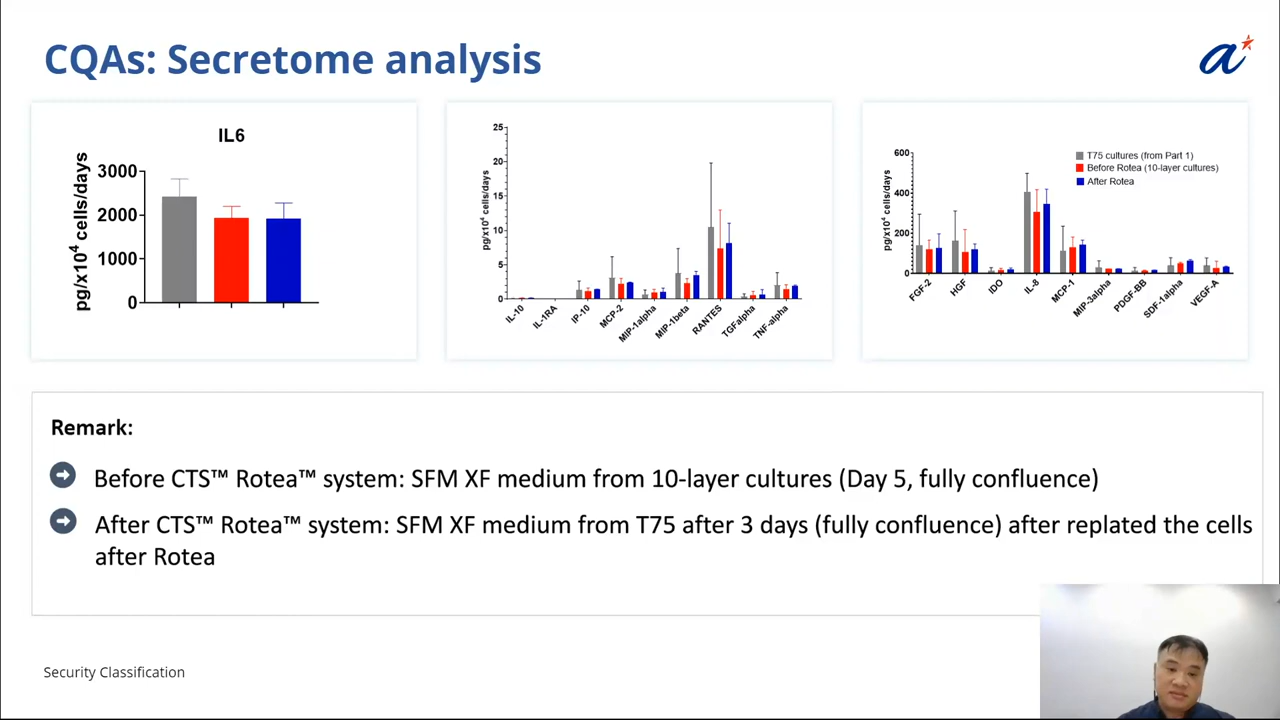 CQAs: Secretome analysis
a
IL6
pg/x10⁴ cells/days
3000
2000
1000
0
pg/x10⁴ cells/days
25
20
15
10
5
0
IL-10
IL-1RA
IP-10
MCP-2
MIP-1alpha
MIP-1beta
RANTES
TGFalpha
TNF-alpha
pg/x10⁴ cells/days
600
400
200
0
T75 cultures (from Part 1)
Before Rotea (10-layer cultures)
After Rotea
FGF-2
HGF
IDO
IL-8
MCP-1
MIP-3alpha
PDGF-BB
SDF-1alpha
VEGF-A
Remark:
Before CTS™ Rotea™ system: SFM XF medium from 10-layer cultures (Day 5, fully confluence)
After CTS™ Rotea™ system: SFM XF medium from T75 after 3 days (fully confluence) after replated the cells
after Rotea
Security Classification